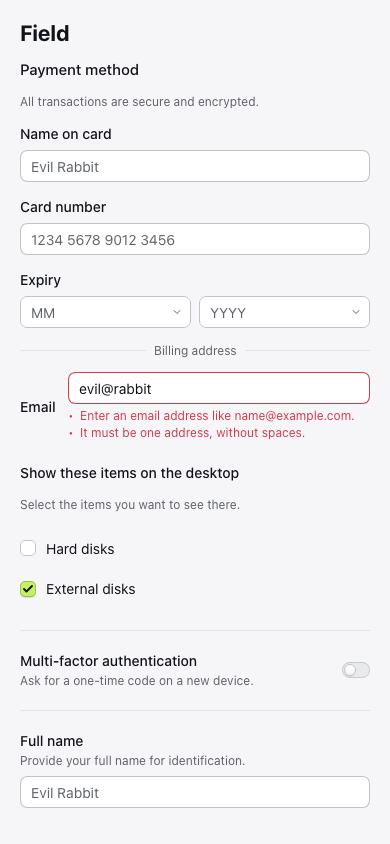 Field
Payment method
All transactions are secure and encrypted.
Name on card
Evil Rabbit
Card number
1234 5678 9012 3456
Expiry
MM
YYYY
Billing address
Email
evil@rabbit
• Enter an email address like name@example.com.
• It must be one address, without spaces.
Show these items on the desktop
Select the items you want to see there.
Hard disks
External disks
Multi-factor authentication
Ask for a one-time code on a new device.
Full name
Provide your full name for identification.
Evil Rabbit